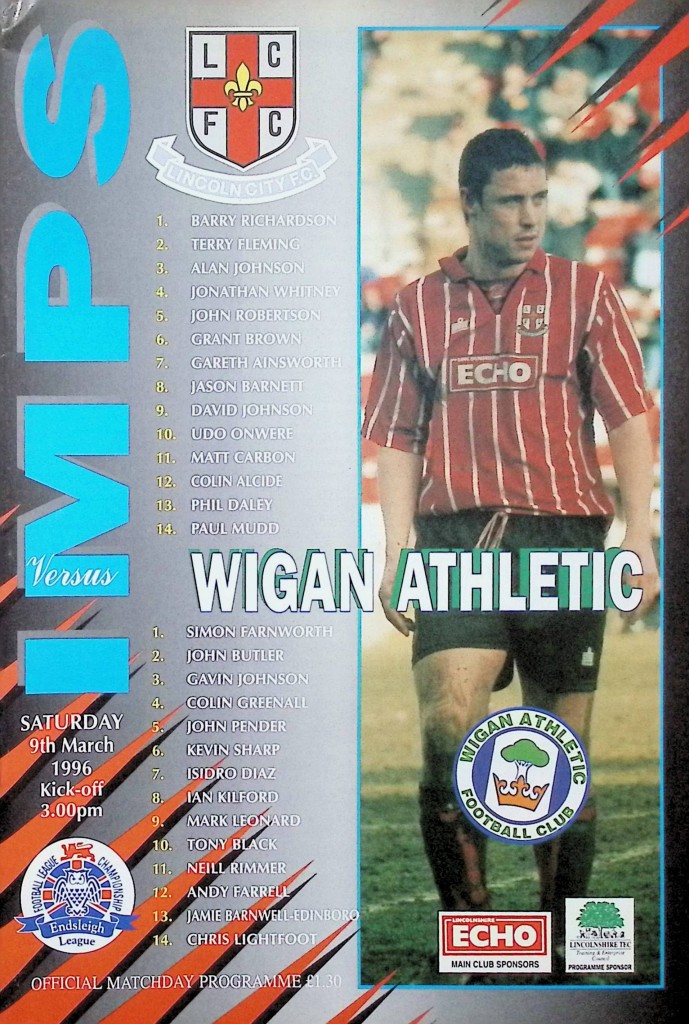 IMPS
L C
F C
LINCOLN CITY F.C.
1. BARRY RICHARDSON
2. TERRY FLEMING
3. ALAN JOHNSON
4. JONATHAN WHITNEY
5. JOHN ROBERTSON
6. GRANT BROWN
7. GARETH AINSWORTH
8. JASON BARNETT
9. DAVID JOHNSON
10. UDO ONWERE
11. MATT CARBON
12. COLIN ALCIDE
13. PHIL DALEY
14. PAUL MUDD
LINCOLNSHIRE
ECHO
Versus
WIGAN ATHLETIC
1. SIMON FARNWORTH
2. JOHN BUTLER
3. GAVIN JOHNSON
4. COLIN GREENALL
5. JOHN PENDER
6. KEVIN SHARP
7. ISIDRO DIAZ
8. IAN KILFORD
9. MARK LEONARD
10. TONY BLACK
11. NEILL RIMMER
12. ANDY FARRELL
13. JAMIE BARNWELL-EDINBORO
14. CHRIS LIGHTFOOT
SATURDAY
9th March
1996
Kick-off
3.00pm
FOOTBALL LEAGUE CHAMPIONSHIP
Endsleigh
League
WIGAN ATHLETIC
FOOTBALL CLUB
LINCOLNSHIRE
ECHO
MAIN CLUB SPONSORS
LINCOLNSHIRE TEC
Training & Enterprise
Council
PROGRAMME SPONSOR
OFFICIAL MATCHDAY PROGRAMME £1.30